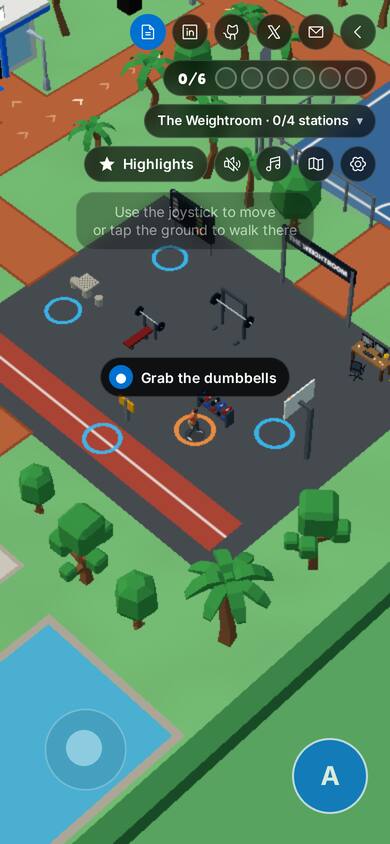 0/6
The Weightroom · 0/4 stations ▾
Highlights
Use the joystick to move
or tap the ground to walk there
THE WEIGHTROOM
Grab the dumbbells
A